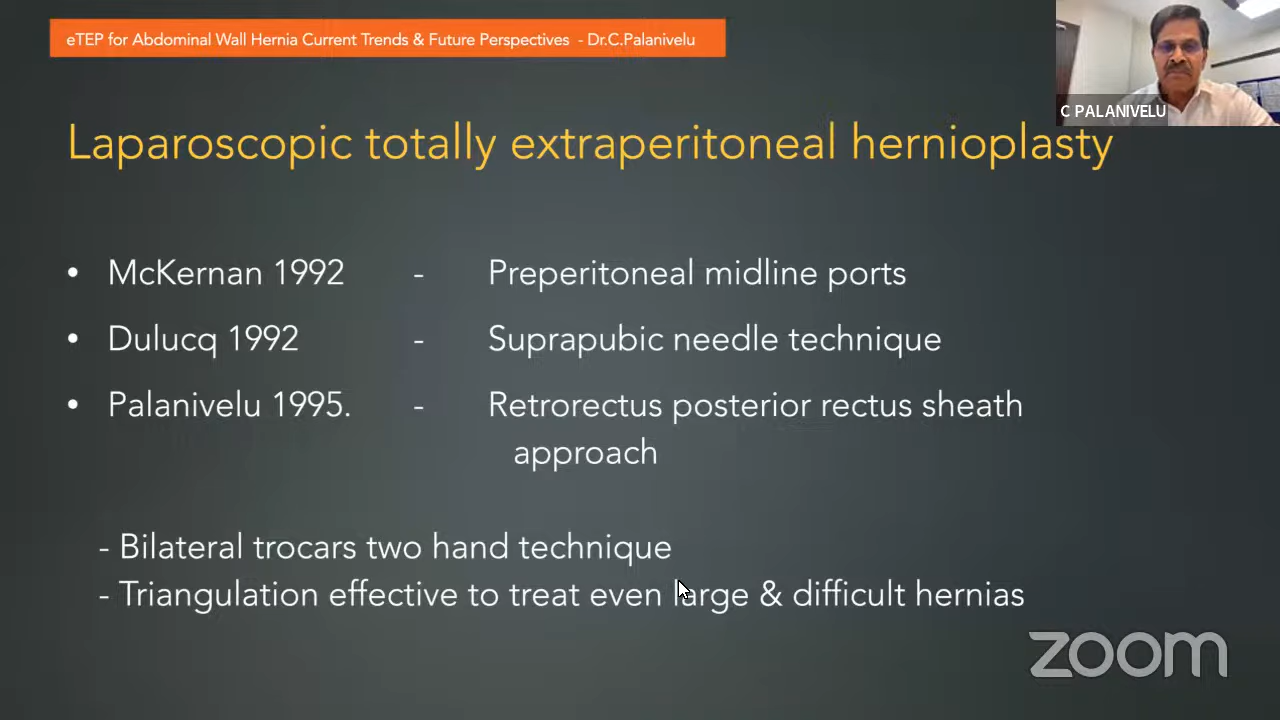 eTEP for Abdominal Wall Hernia Current Trends & Future Perspectives - Dr.C.Palanivelu
C PALANIVELU
Laparoscopic totally extraperitoneal hernioplasty
• McKernan 1992 - Preperitoneal midline ports
• Dulucq 1992 - Suprapubic needle technique
• Palanivelu 1995. - Retrorectus posterior rectus sheath
approach
- Bilateral trocars two hand technique
- Triangulation effective to treat even large & difficult hernias
zoom